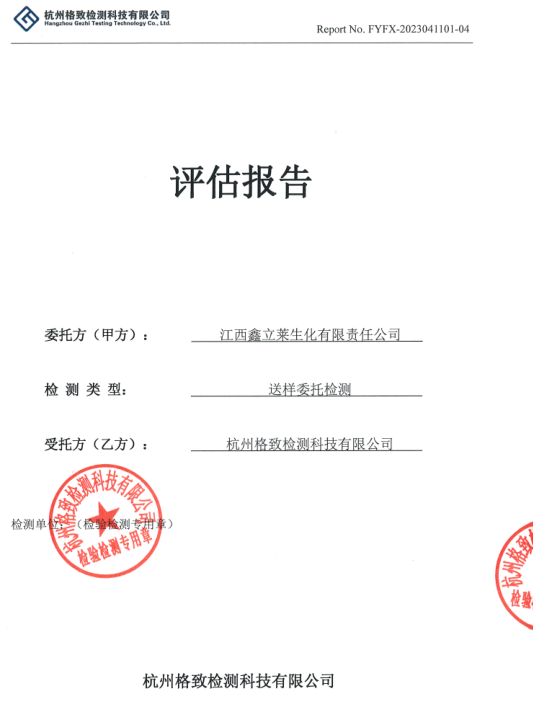 杭州格致检测科技有限公司
Hangzhou Gezhi Testing Technology Co., Ltd.
Report No. FYFX-2023041101-04
评估报告
委托方（甲方）： 江西鑫立莱生化有限责任公司
检 测 类 型： 送样委托检测
受托方（乙方）： 杭州格致检测科技有限公司
杭州格致检测科技有限公司
检测单位：（检验检测专用章）
检验检测专用章
杭州格致
检验
杭州格致检测科技有限公司